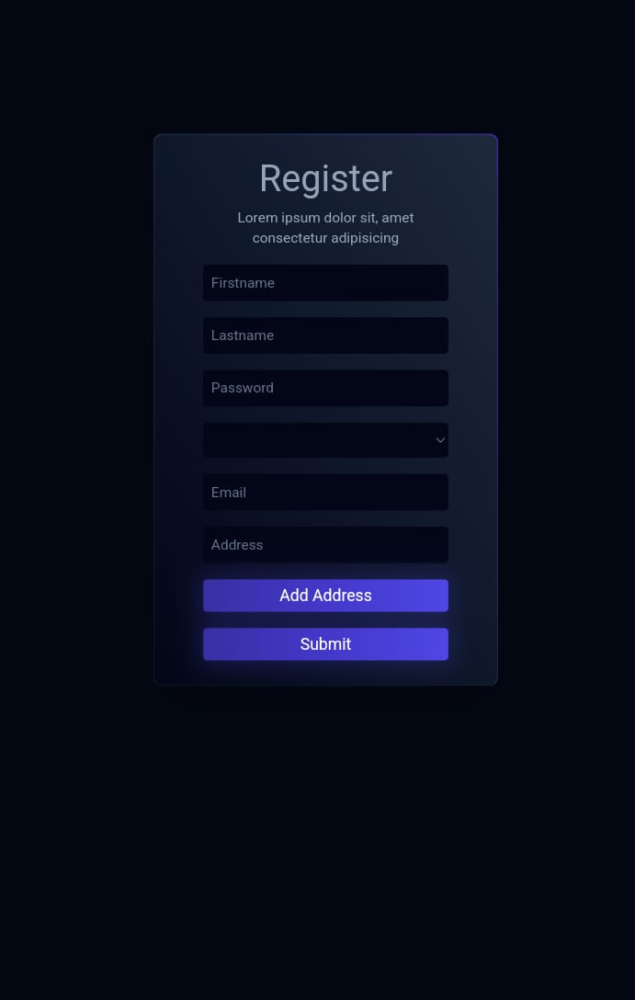 Register
Lorem ipsum dolor sit, amet
consectetur adipisicing
Firstname
Lastname
Password
Email
Address
Add Address
Submit